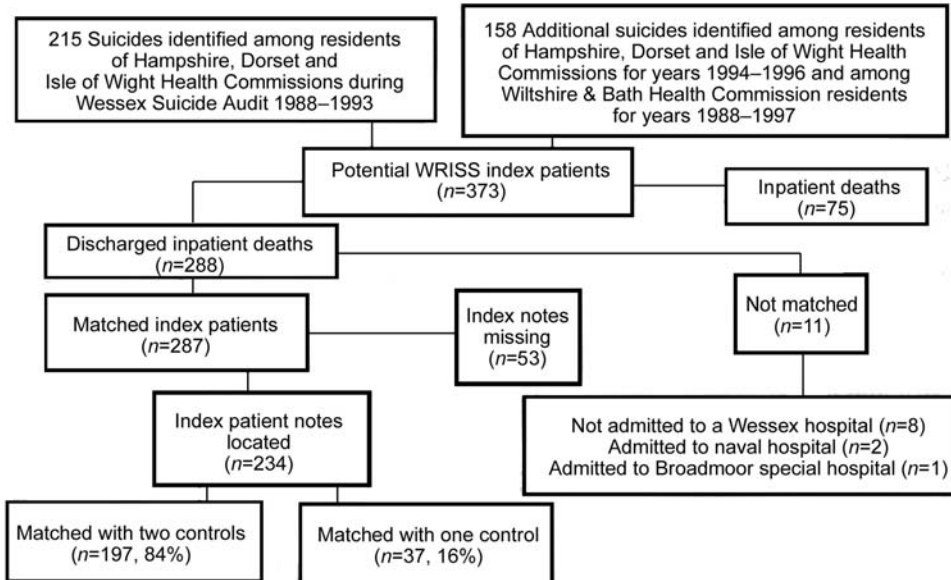 215 Suicides identified among residents
of Hampshire, Dorset and
Isle of Wight Health Commissions during
Wessex Suicide Audit 1988–1993
158 Additional suicides identified among residents
of Hampshire, Dorset and Isle of Wight Health
Commissions for years 1994–1996 and among
Wiltshire & Bath Health Commission residents
for years 1988–1997
Potential WRISS index patients
(n=373)
Inpatient deaths
(n=75)
Discharged inpatient deaths
(n=288)
Matched index patients
(n=287)
Index notes
missing
(n=53)
Not matched
(n=11)
Index patient notes
located
(n=234)
Not admitted to a Wessex hospital (n=8)
Admitted to naval hospital (n=2)
Admitted to Broadmoor special hospital (n=1)
Matched with two controls
(n=197, 84%)
Matched with one control
(n=37, 16%)